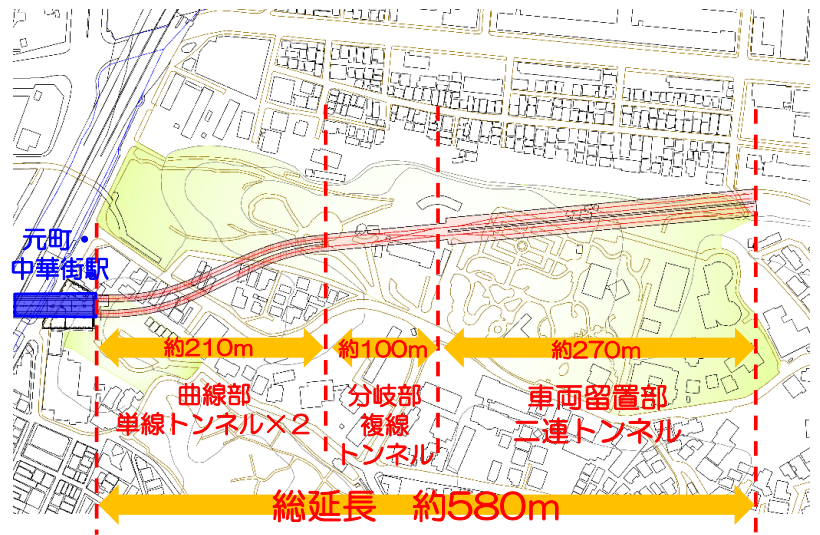 元町・
中華街駅
約210m
約100m
約270m
曲線部
単線トンネル×2
分岐部
複線
トンネル
車両留置部
二連トンネル
総延長 約580m